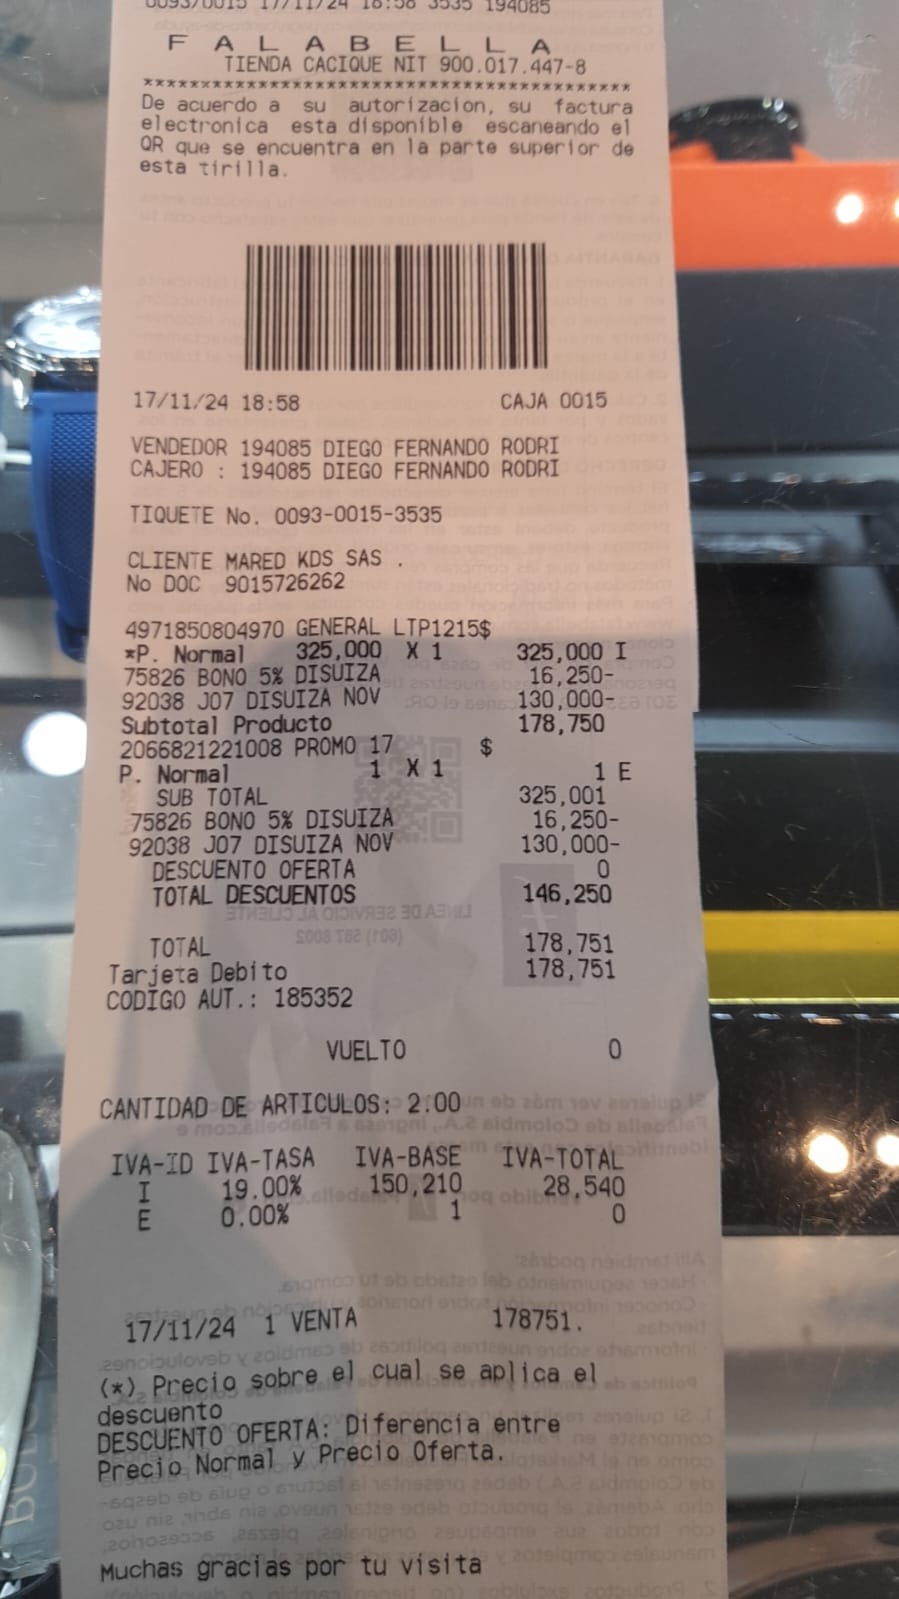 0093/0015 17/11/24 18:58 3535 194085
F A L A B E L L A
TIENDA CACIQUE NIT 900.017.447-8
******************************************
De acuerdo a su autorizacion, su factura
electronica esta disponible escaneando el
QR que se encuentra en la parte superior de
esta tirilla.
17/11/24 18:58 CAJA 0015
VENDEDOR 194085 DIEGO FERNANDO RODRI
CAJERO : 194085 DIEGO FERNANDO RODRI
TIQUETE No. 0093-0015-3535
CLIENTE MARED KDS SAS .
No DOC 9015726262
4971850804970 GENERAL LTP1215$
*P. Normal 325,000 X 1 325,000 I
75826 BONO 5% DISUIZA 16,250-
92038 J07 DISUIZA NOV 130,000-
Subtotal Producto 178,750
2066821221008 PROMO 17 $
P. Normal 1 X 1 1 E
SUB TOTAL 325,001
75826 BONO 5% DISUIZA 16,250-
92038 J07 DISUIZA NOV 130,000-
DESCUENTO OFERTA 0
TOTAL DESCUENTOS 146,250
TOTAL 178,751
Tarjeta Debito 178,751
CODIGO AUT.: 185352
VUELTO 0
CANTIDAD DE ARTICULOS: 2.00
IVA-ID IVA-TASA IVA-BASE IVA-TOTAL
I 19.00% 150,210 28,540
E 0.00% 1 0
17/11/24 1 VENTA 178751.
(*) Precio sobre el cual se aplica el
descuento
DESCUENTO OFERTA: Diferencia entre
Precio Normal y Precio Oferta.
Muchas gracias por tu visita